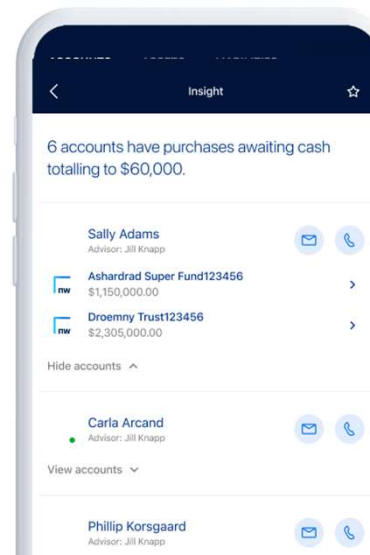 Insight
6 accounts have purchases awaiting cash
totalling to $60,000.
Sally Adams
Advisor: Jill Knapp
nw
Ashardrad Super Fund123456
$1,150,000.00
nw
Droemny Trust123456
$2,305,000.00
Hide accounts
Carla Arcand
Advisor: Jill Knapp
View accounts
Phillip Korsgaard
Advisor: Jill Knapp